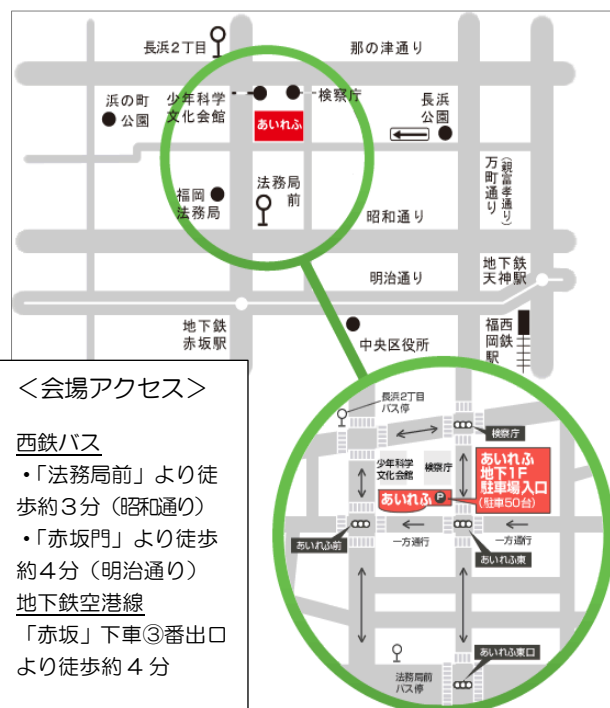 長浜2丁目
那の津通り
浜の町
公園
少年科学
文化会館
検察庁
長浜
公園
あいれふ
福岡
法務局
法務局
前
万町通り
(親富孝通り)
昭和通り
明治通り
地下鉄
天神駅
地下鉄
赤坂駅
中央区役所
西鉄
福岡駅
＜会場アクセス＞
西鉄バス
・「法務局前」より徒
歩約３分（昭和通り）
・「赤坂門」より徒歩
約４分（明治通り）
地下鉄空港線
「赤坂」下車③番出口
より徒歩約 4 分
長浜2丁目
バス停
検察庁
少年科学
文化会館
検察庁
あいれふ
地下1F
駐車場入口
(駐車50台)
あいれふ P
あいれふ前
一方通行
一方通行
あいれふ東
あいれふ東口
法務局前
バス停